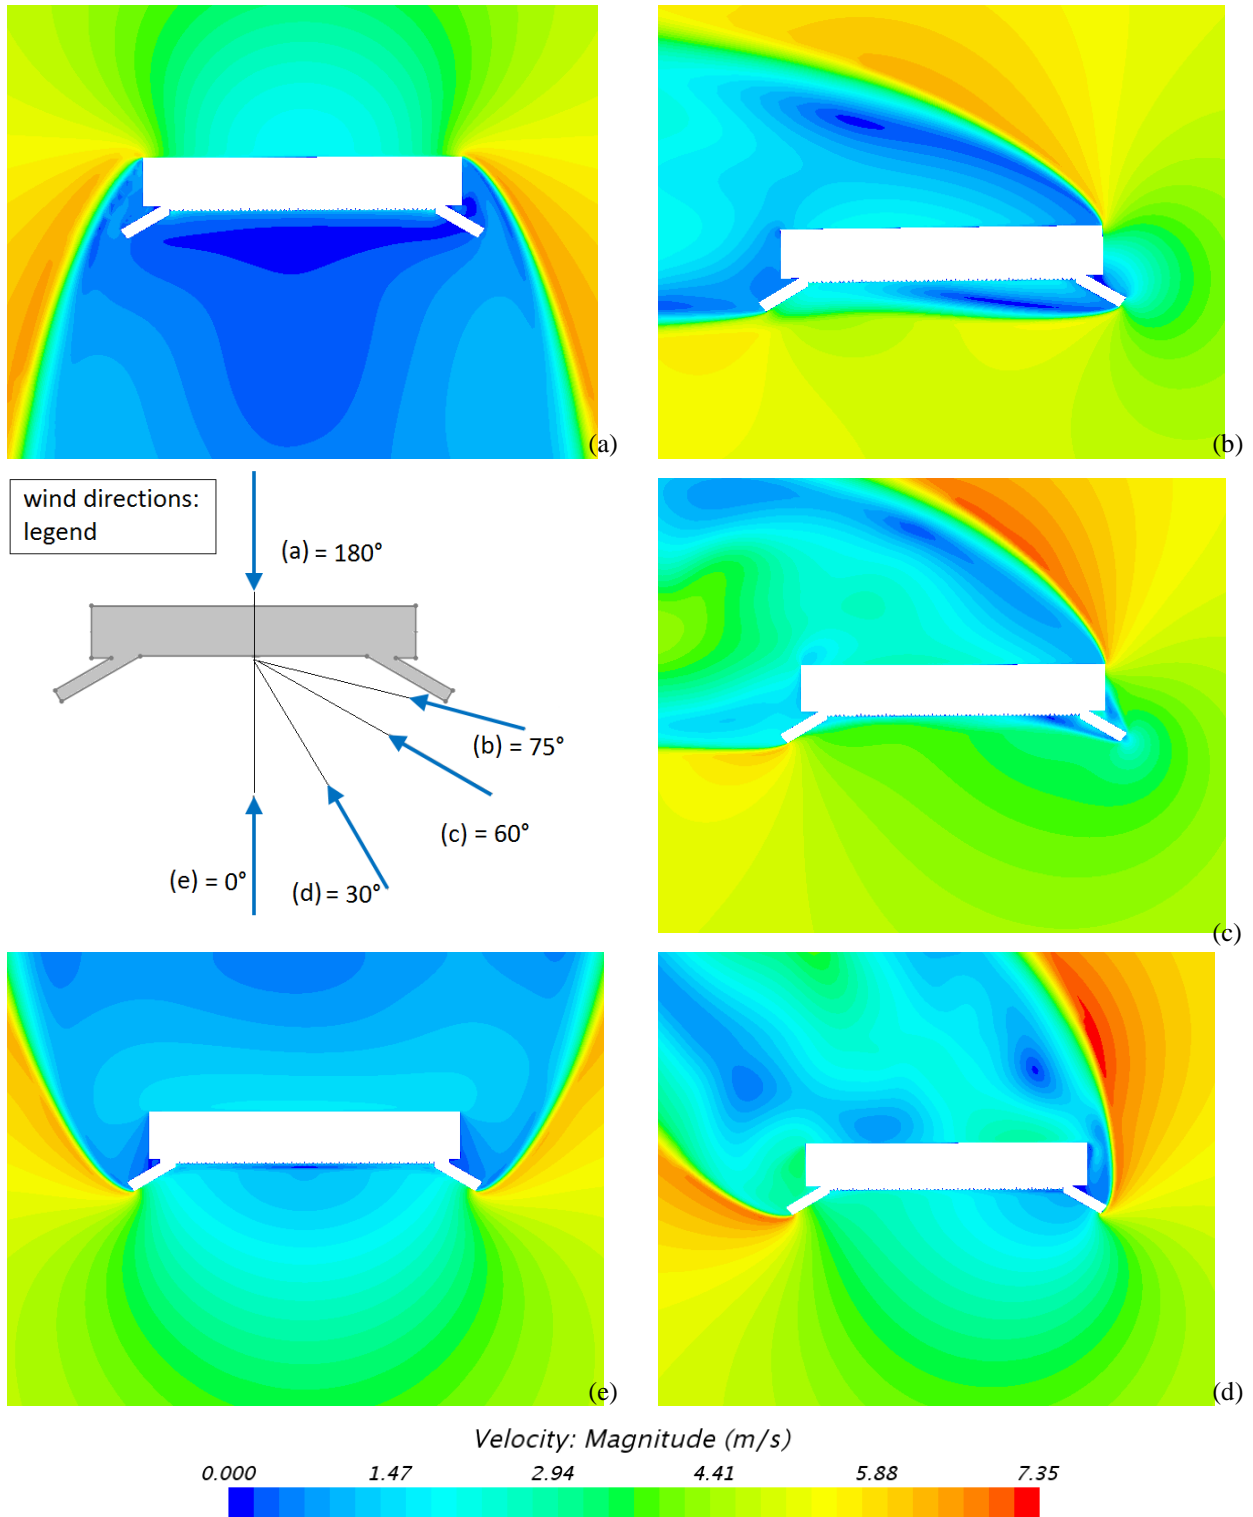 (a)
(b)
wind directions:
legend
(a) = 180°
(b) = 75°
(c) = 60°
(e) = 0°
(d) = 30°
(c)
(e)
(d)
Velocity: Magnitude (m/s)
0.000 1.47 2.94 4.41 5.88 7.35